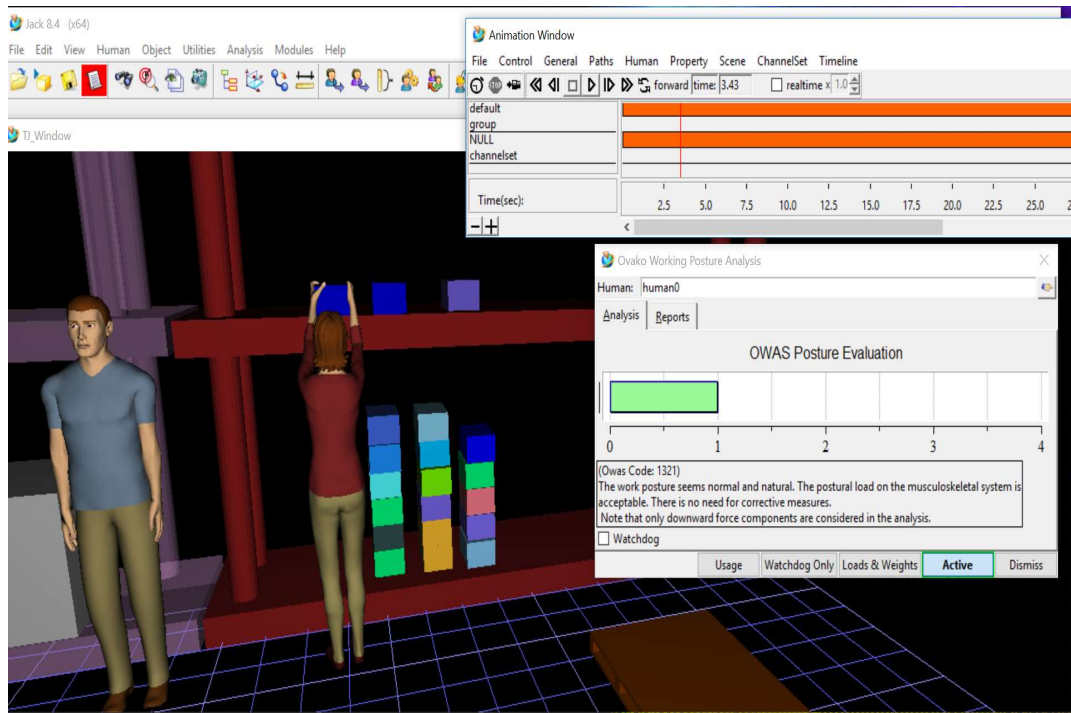 Jack 8.4 (x64)
File Edit View Human Object Utilities Analysis Modules Help
TJ_Window
Animation Window
File Control General Paths Human Property Scene ChannelSet Timeline
forward time: 3.43 realtime x 1.0
default
group
NULL
channelset
Time(sec):
2.5 5.0 7.5 10.0 12.5 15.0 17.5 20.0 22.5 25.0 2
Ovako Working Posture Analysis
Human: human0
Analysis Reports
OWAS Posture Evaluation
0 1 2 3 4
(Owas Code: 1321)
The work posture seems normal and natural. The postural load on the musculoskeletal system is
acceptable. There is no need for corrective measures.
Note that only downward force components are considered in the analysis.
Watchdog
Usage Watchdog Only Loads & Weights Active Dismiss